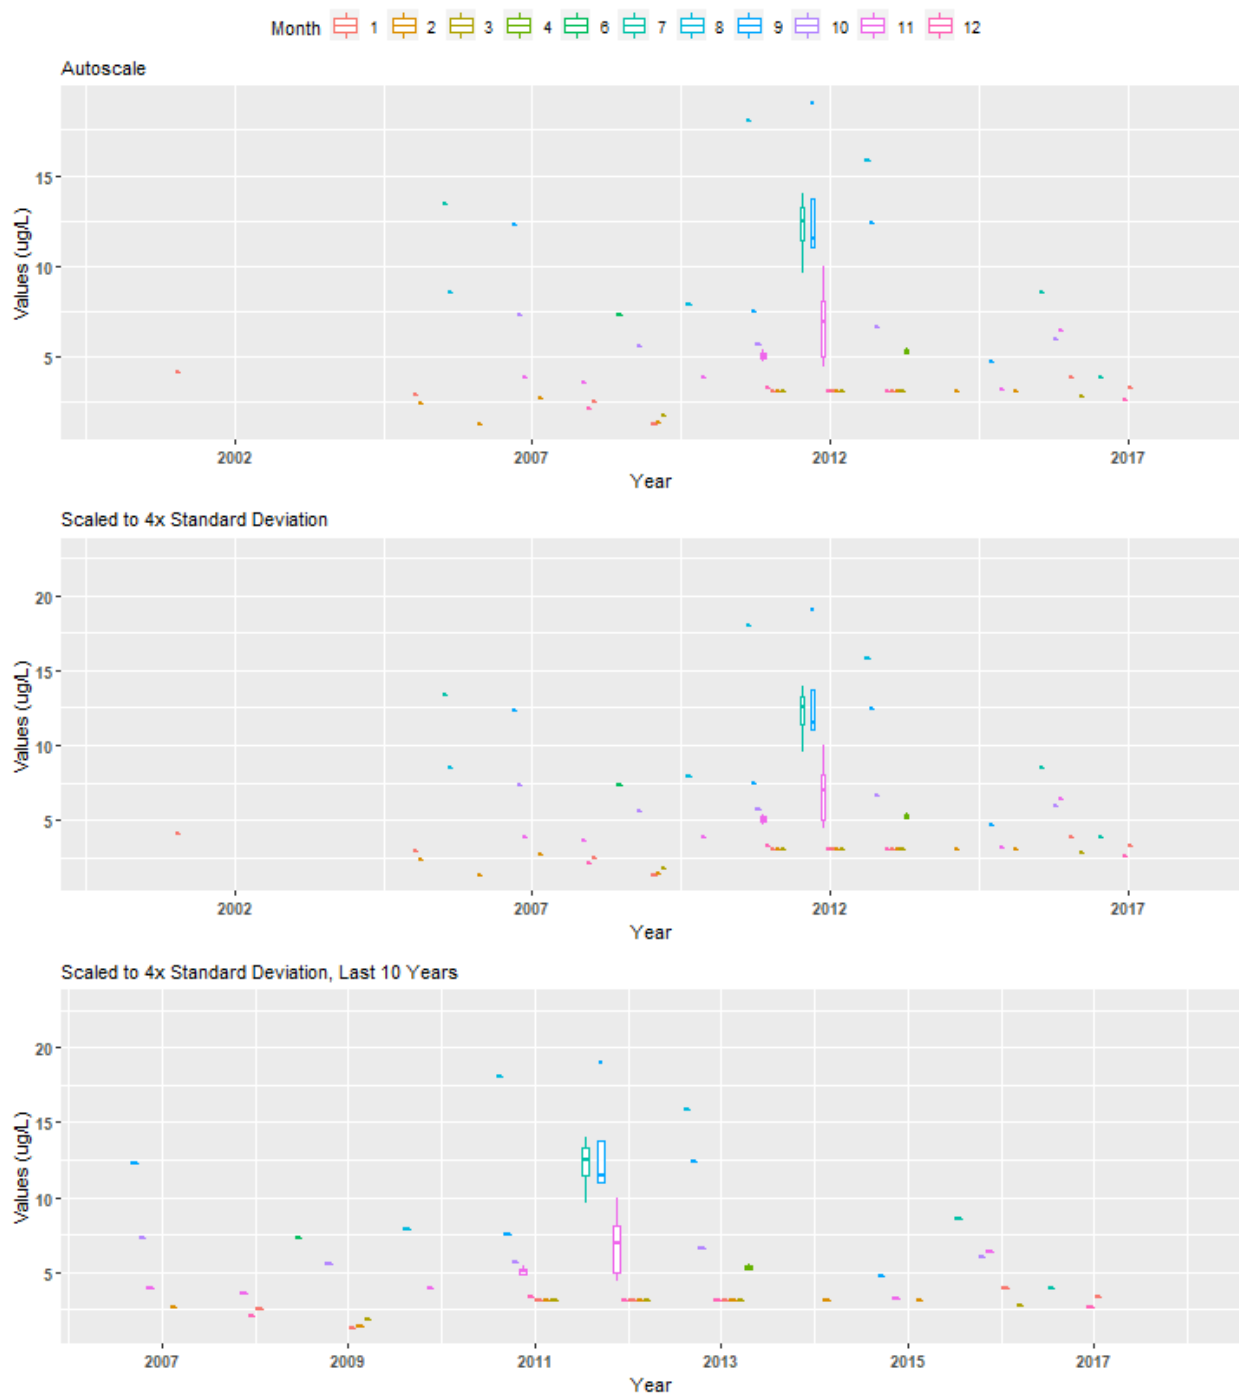 Month 1 2 3 4 6 7 8 9 10 11 12
Autoscale
Values (ug/L)
15
10
5
2002 2007 2012 2017
Year
Scaled to 4x Standard Deviation
Values (ug/L)
20
15
10
5
2002 2007 2012 2017
Year
Scaled to 4x Standard Deviation, Last 10 Years
Values (ug/L)
20
15
10
5
2007 2009 2011 2013 2015 2017
Year